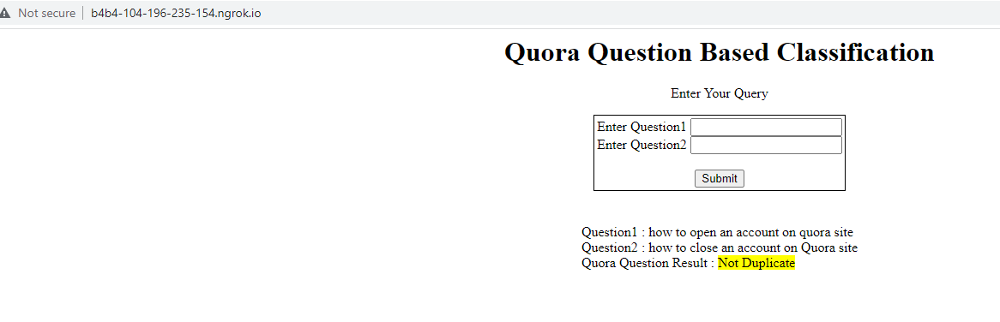 Not secure b4b4-104-196-235-154.ngrok.io
Quora Question Based Classification
Enter Your Query
Enter Question1
Enter Question2
Submit
Question1 : how to open an account on quora site
Question2 : how to close an account on Quora site
Quora Question Result : Not Duplicate